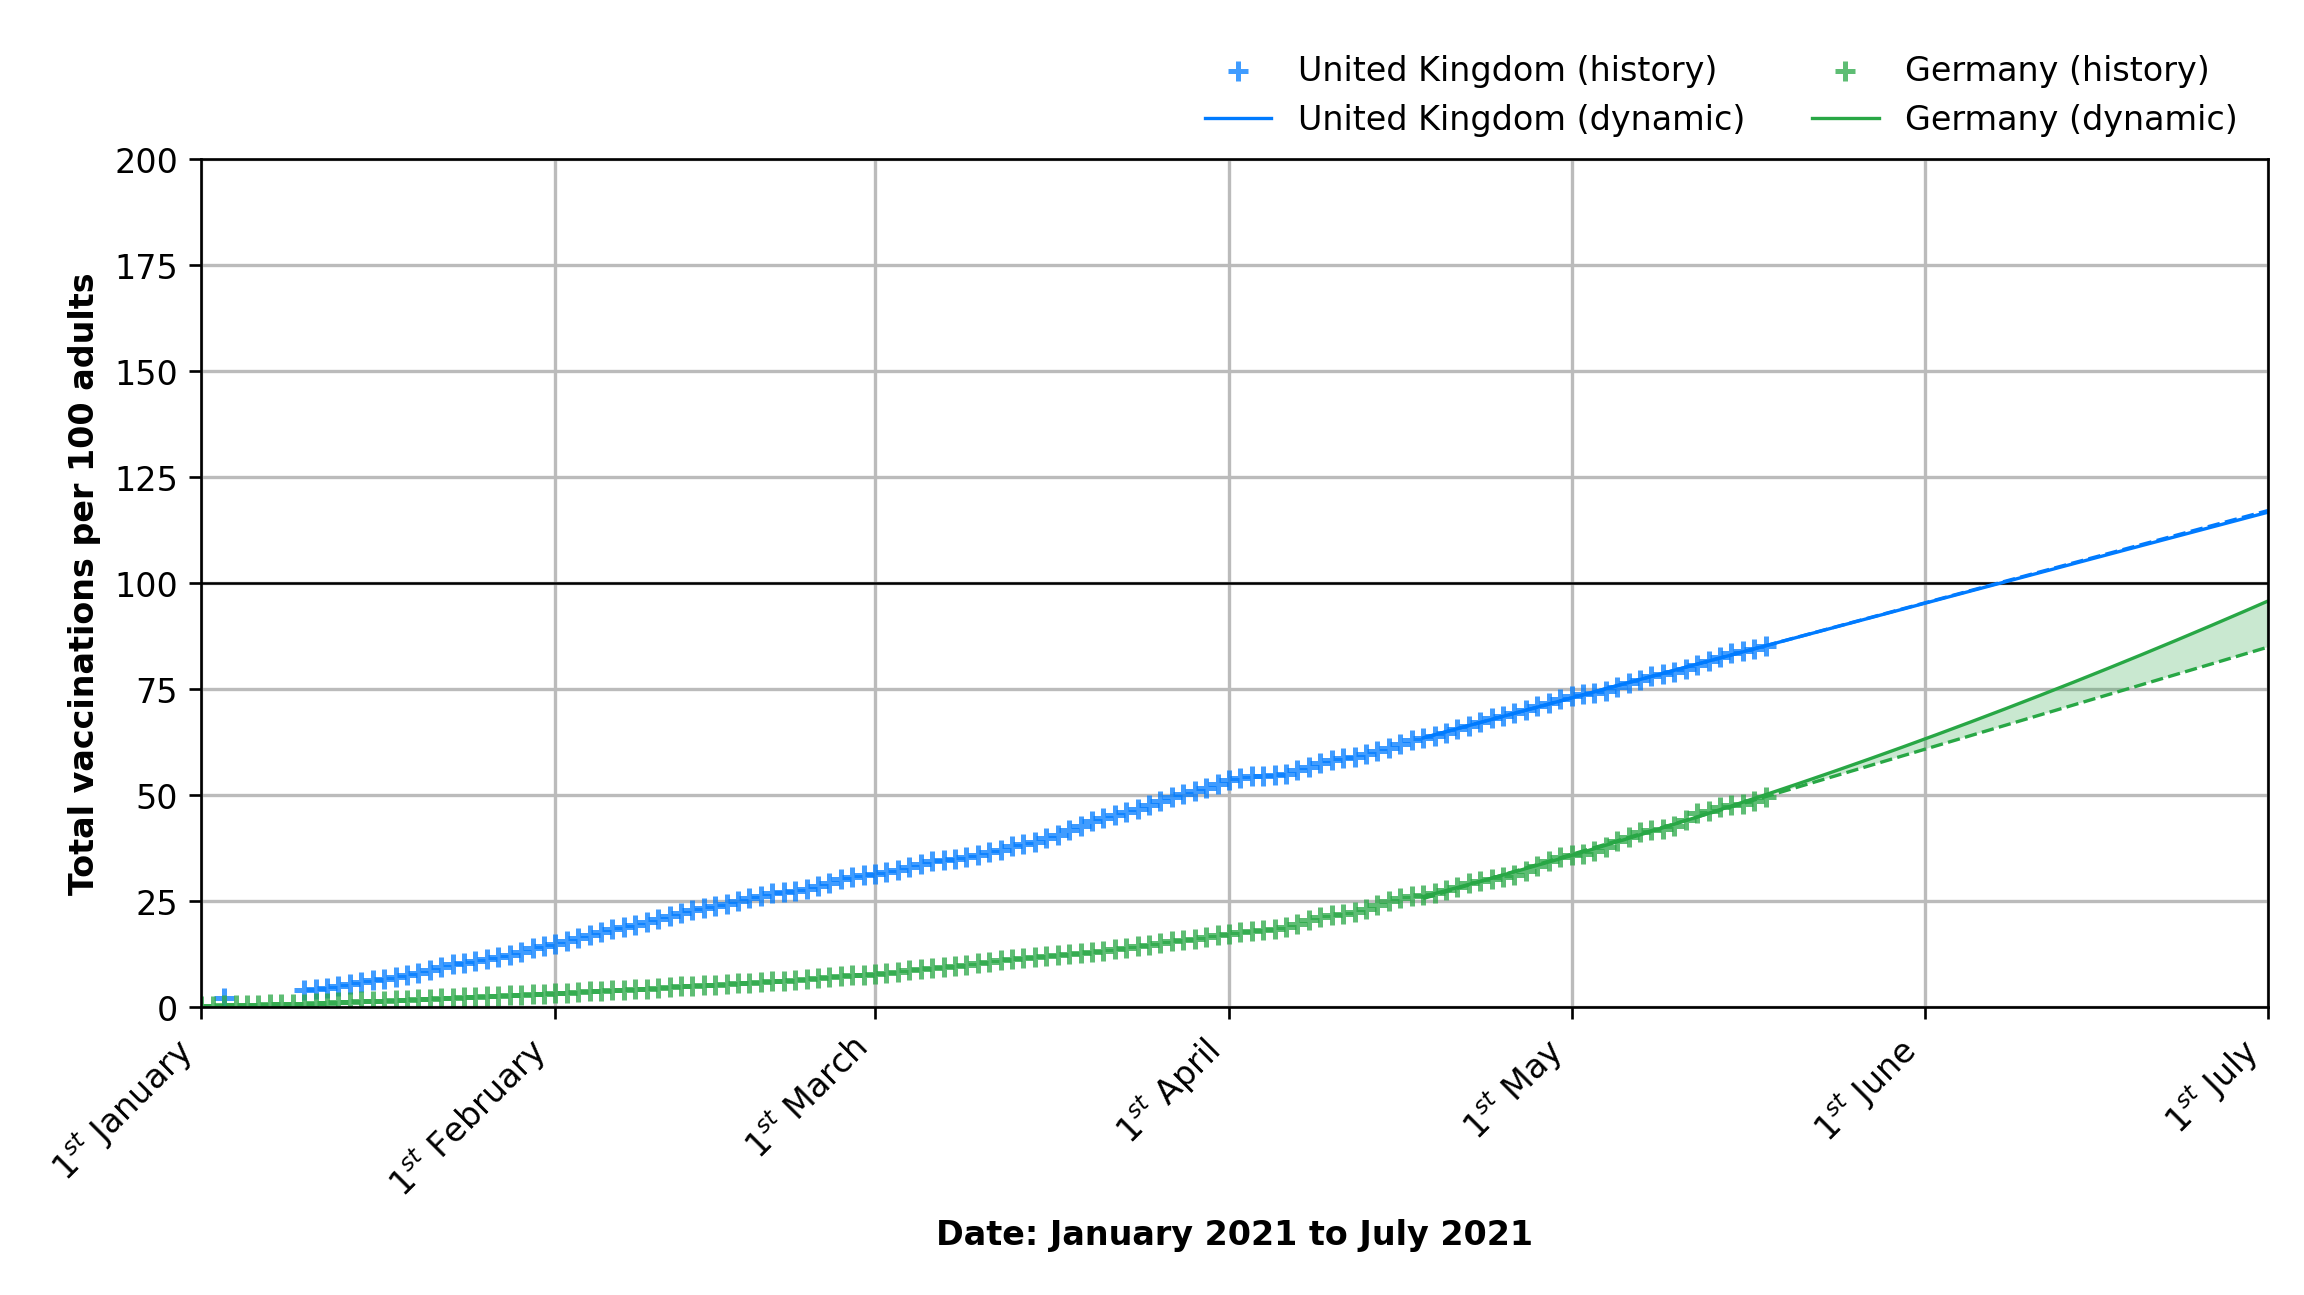 United Kingdom (history)
Germany (history)
United Kingdom (dynamic)
Germany (dynamic)
Total vaccinations per 100 adults
200
175
150
125
100
75
50
25
0
1st January
1st February
1st March
1st April
1st May
1st June
1st July
Date: January 2021 to July 2021